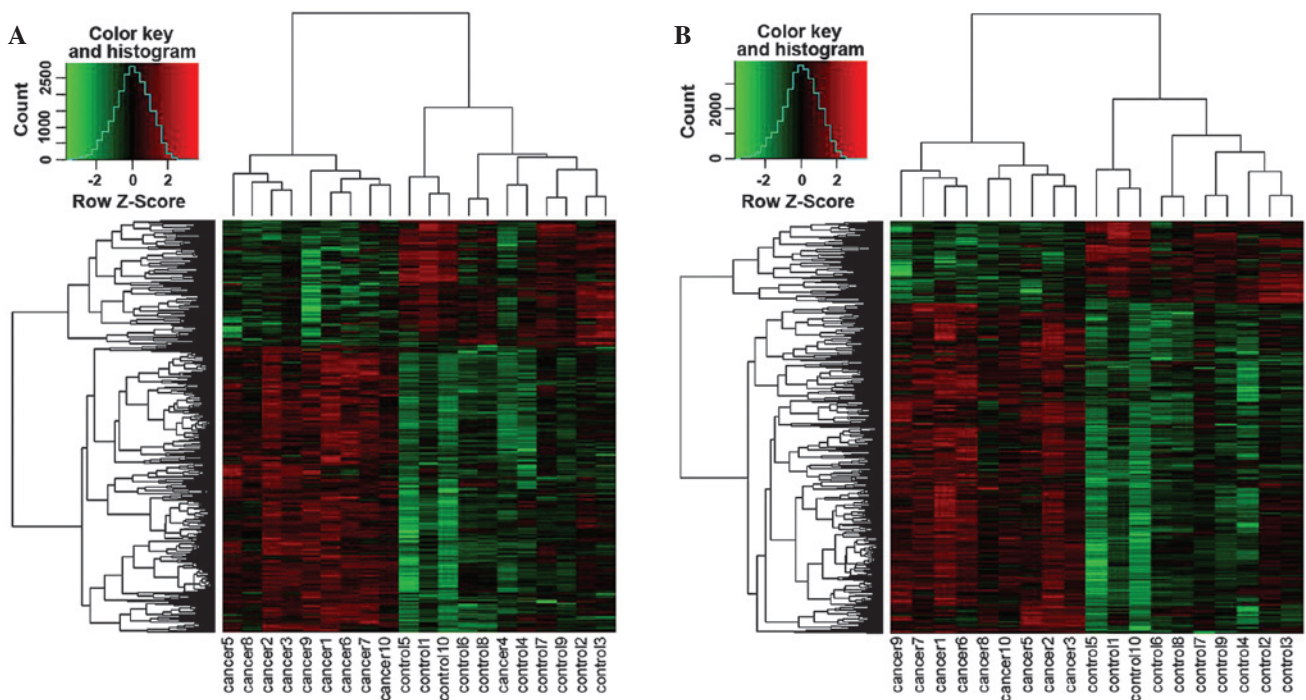 A
Color key
and histogram
Count
0
1000
2500
-2
0
2
Row Z-Score
cancer5
cancer8
cancer2
cancer3
cancer9
cancer1
cancer6
cancer7
cancer10
control5
control1
control10
control6
control8
cancer4
control4
control7
control9
control2
control3
B
Color key
and histogram
Count
0
2000
-2
0
2
Row Z-Score
cancer9
cancer7
cancer1
cancer6
cancer8
cancer10
cancer5
cancer2
cancer3
control5
control1
control10
control6
control8
control7
control9
control4
control2
control3